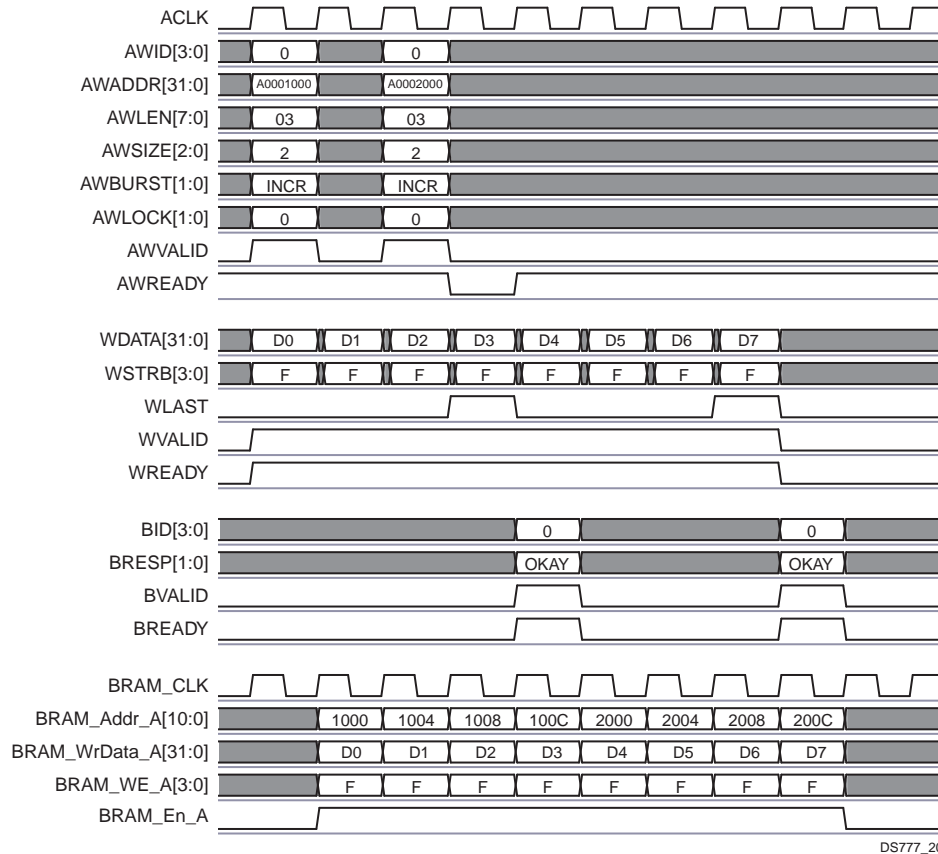 ACLK
AWID[3:0] 0 0
AWADDR[31:0] A0001000 A0002000
AWLEN[7:0] 03 03
AWSIZE[2:0] 2 2
AWBURST[1:0] INCR INCR
AWLOCK[1:0] 0 0
AWVALID
AWREADY
WDATA[31:0] D0 D1 D2 D3 D4 D5 D6 D7
WSTRB[3:0] F F F F F F F F
WLAST
WVALID
WREADY
BID[3:0] 0 0
BRESP[1:0] OKAY OKAY
BVALID
BREADY
BRAM_CLK
BRAM_Addr_A[10:0] 1000 1004 1008 100C 2000 2004 2008 200C
BRAM_WrData_A[31:0] D0 D1 D2 D3 D4 D5 D6 D7
BRAM_WE_A[3:0] F F F F F F F F
BRAM_En_A
DS777_20